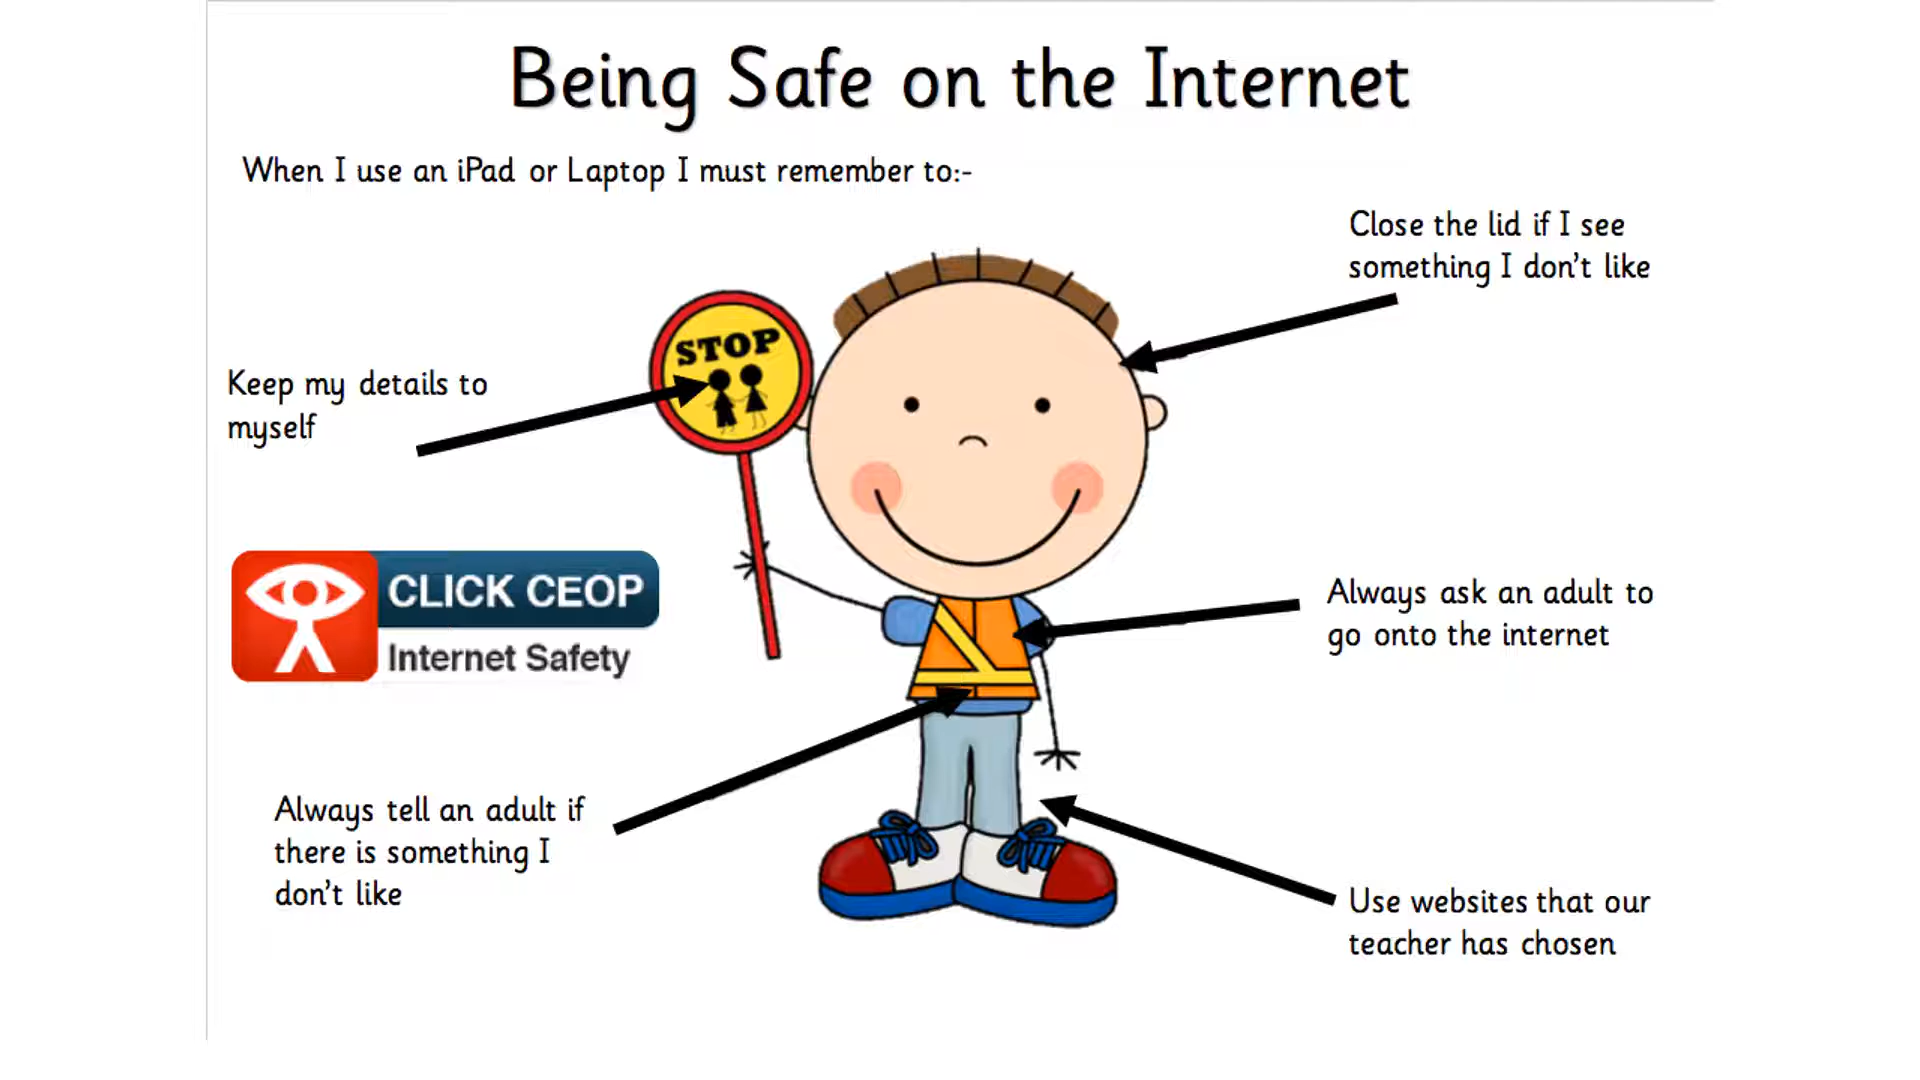 Being Safe on the Internet
When I use an iPad or Laptop I must remember to:-
Close the lid if I see
something I don't like
STOP
Keep my details to
myself
CLICK CEOP
Internet Safety
Always ask an adult to
go onto the internet
Always tell an adult if
there is something I
don't like
Use websites that our
teacher has chosen